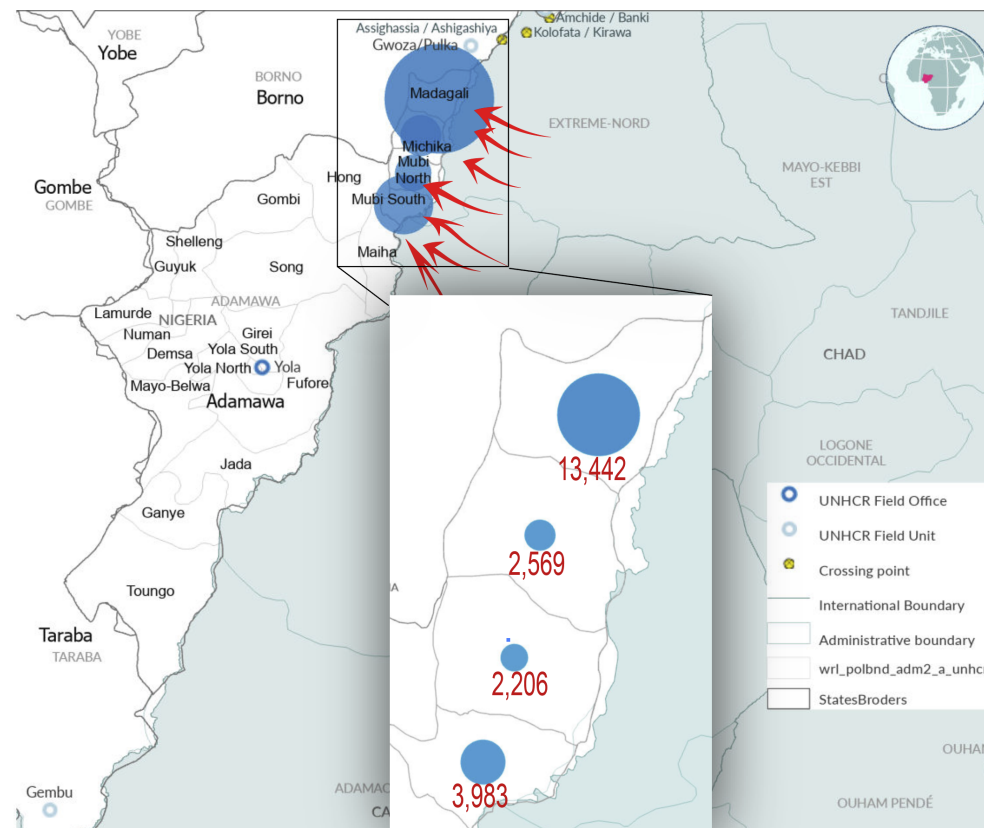 YOBE
Yobe
Assighassia / Ashigashiya
Amchide / Banki
Kolofata / Kirawa
Gwoza/Pulka
BORNO
Borno
Madagali
EXTREME-NORD
Michika
Mubi
North
Hong
Mubi South
MAYO-KEBBI
EST
Gombe
GOMBE
Gombi
Shelleng
Maiha
Guyuk
Song
ADAMAWA
Lamurde
NIGERIA
TANDJILE
Numan
Girei
Demsa
Yola South
CHAD
Yola North
Yola
Mayo-Belwa
Fufore
Adamawa
LOGONE
OCCIDENTAL
Jada
13,442
Ganye
UNHCR Field Office
UNHCR Field Unit
2,569
Crossing point
Toungo
International Boundary
Taraba
TARABA
Administrative boundary
wrl_polbnd_adm2_a_unhcr
2,206
StatesBroders
OUHAM
Gembu
ADAMAO
3,983
CA
OUHAM PENDÉ